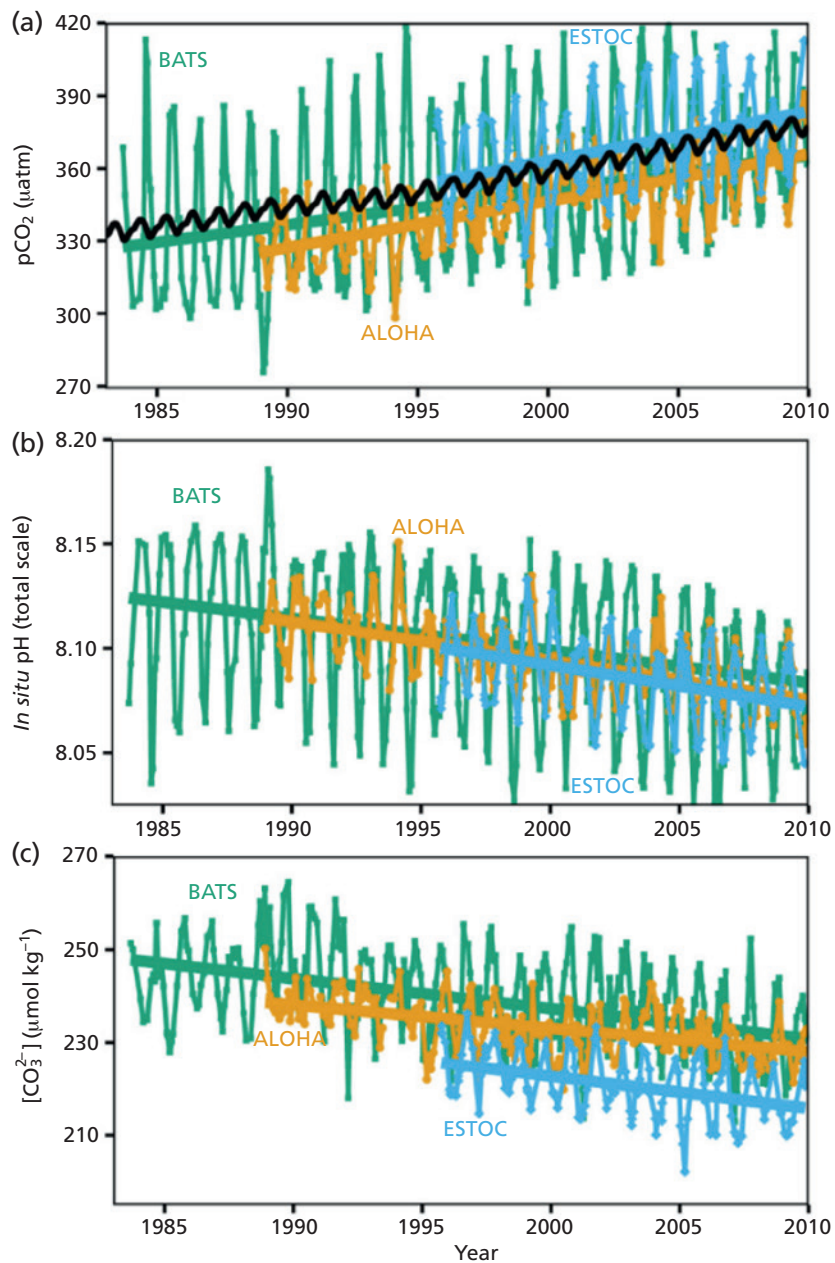 (a)
420
390
360
330
300
270
pCO₂ (μatm)
BATS
ESTOC
ALOHA
1985 1990 1995 2000 2005 2010
(b)
8.20
8.15
8.10
8.05
In situ pH (total scale)
BATS
ALOHA
ESTOC
1985 1990 1995 2000 2005 2010
(c)
270
250
230
210
[CO₃²⁻] (μmol kg⁻¹)
BATS
ALOHA
ESTOC
1985 1990 1995 2000 2005 2010
Year